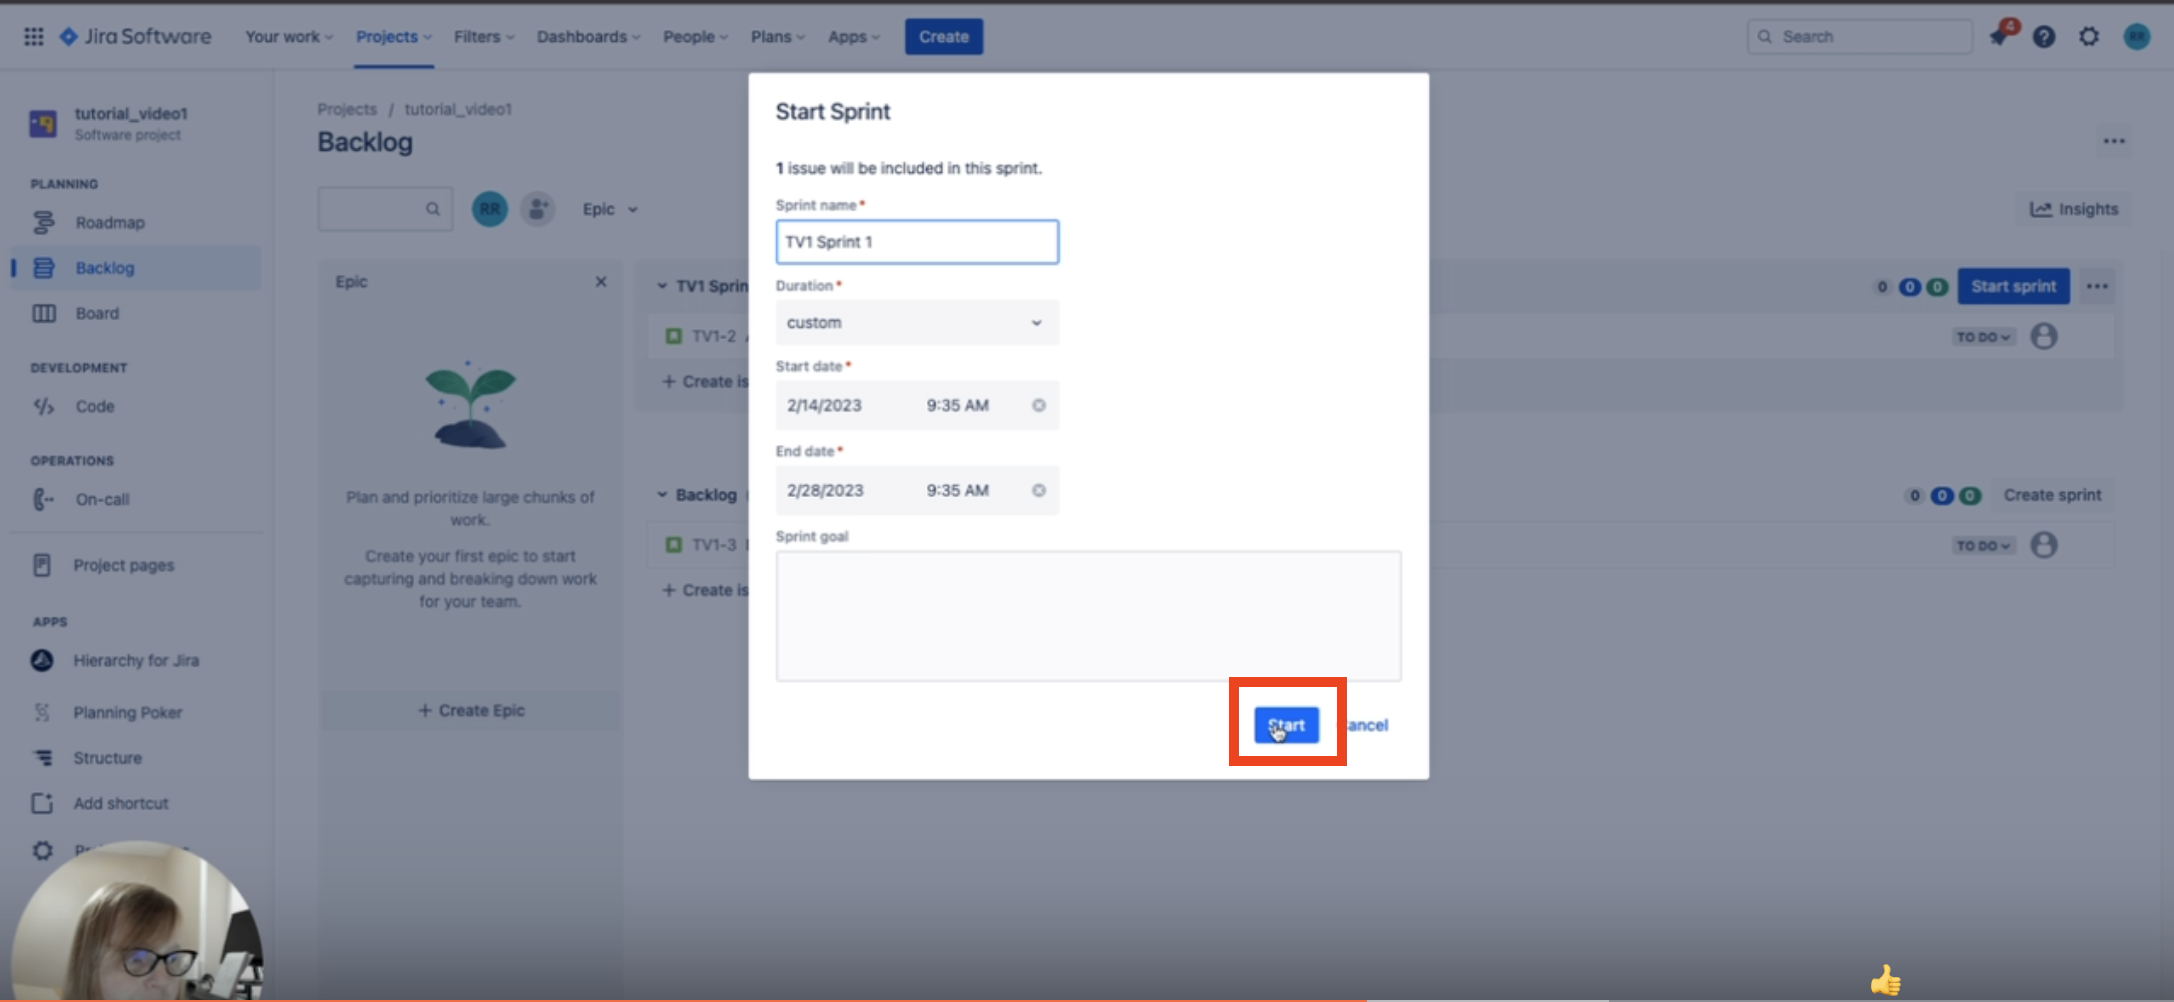 Jira Software Your work Projects Filters Dashboards People Plans Apps Create Search 4 RR
tutorial_video1
Software project
PLANNING
Roadmap
Backlog
Board
DEVELOPMENT
Code
OPERATIONS
On-call
Project pages
APPS
Hierarchy for Jira
Planning Poker
Structure
Add shortcut
Projects / tutorial_video1
Backlog
RR Epic
Insights
Epic
Plan and prioritize large chunks of
work.
Create your first epic to start
capturing and breaking down work
for your team.
+ Create Epic
TV1 Sprin
0 0 0 Start sprint
TV1-2
TO DO
+ Create is
Backlog
0 0 0 Create sprint
TV1-3
TO DO
+ Create is
Start Sprint
1 issue will be included in this sprint.
Sprint name*
TV1 Sprint 1
Duration*
custom
Start date*
2/14/2023 9:35 AM
End date*
2/28/2023 9:35 AM
Sprint goal
Start ancel